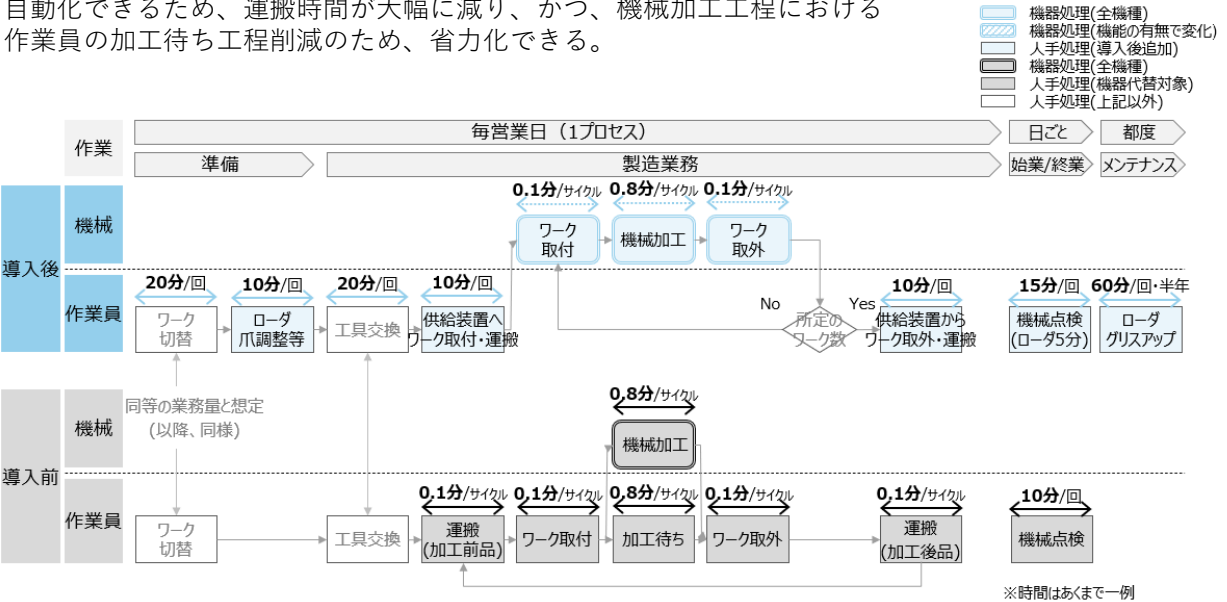 自動化できるため、運搬時間が大幅に減り、かつ、機械加工工程における
作業員の加工待ち工程削減のため、省力化できる。
機器処理(全機種)
機器処理(機能の有無で変化)
人手処理(導入後追加)
機器処理(全機種)
人手処理(機器代替対象)
人手処理(上記以外)
作業
毎営業日（1プロセス）
日ごと
都度
準備
製造業務
始業/終業
メンテナンス
導入後
機械
0.1分/サイクル
0.8分/サイクル
0.1分/サイクル
ワーク
取付
機械加工
ワーク
取外
作業員
20分/回
10分/回
20分/回
10分/回
No
Yes
10分/回
15分/回
60分/回・半年
ワーク
切替
ローダ
爪調整等
工具交換
供給装置へ
ワーク取付・運搬
所定の
ワーク数
供給装置から
ワーク取外・運搬
機械点検
(ローダ5分)
ローダ
グリスアップ
同等の業務量と想定
(以降、同様)
導入前
機械
0.8分/サイクル
機械加工
作業員
0.1分/サイクル
0.1分/サイクル
0.8分/サイクル
0.1分/サイクル
0.1分/サイクル
10分/回
ワーク
切替
工具交換
運搬
(加工前品)
ワーク取付
加工待ち
ワーク取外
運搬
(加工後品)
機械点検
※時間はあくまで一例